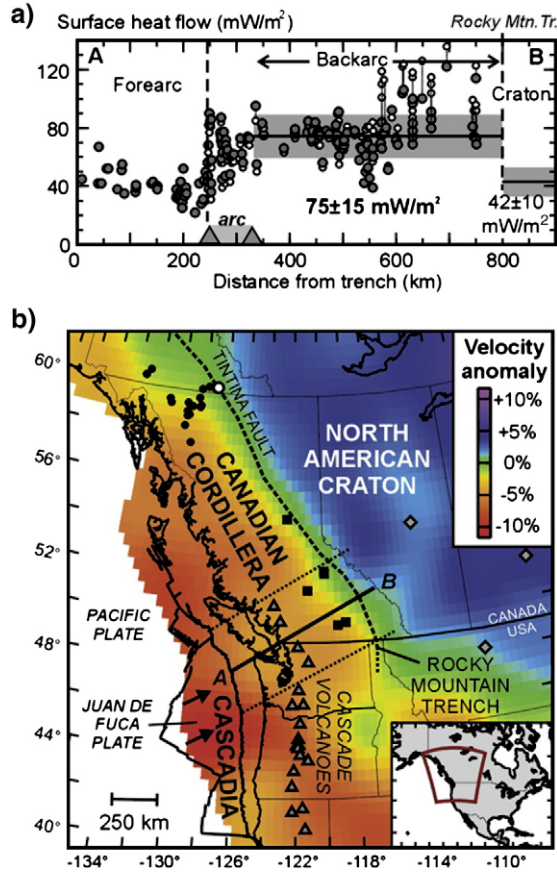 a)
Surface heat flow (mW/m²)
Rocky Mtn.Tr.
A
Backarc
B
Forearc
Craton
120
80
40
0
arc
75±15 mW/m²
42±10
mW/m²
0
200
400
600
800
Distance from trench (km)
b)
60°
56°
52°
48°
44°
40°
TINTINA FAULT
Velocity
anomaly
+10%
+5%
0%
-5%
-10%
NORTH
AMERICAN
CRATON
CANADIAN
CORDILLERA
B
PACIFIC
PLATE
A
CANADA
USA
ROCKY
MOUNTAIN
TRENCH
JUAN DE
FUCA
PLATE
CASCADIA
CASCADE
VOLCANOES
250 km
-134°
-130°
-126°
-122°
-118°
-114°
-110°